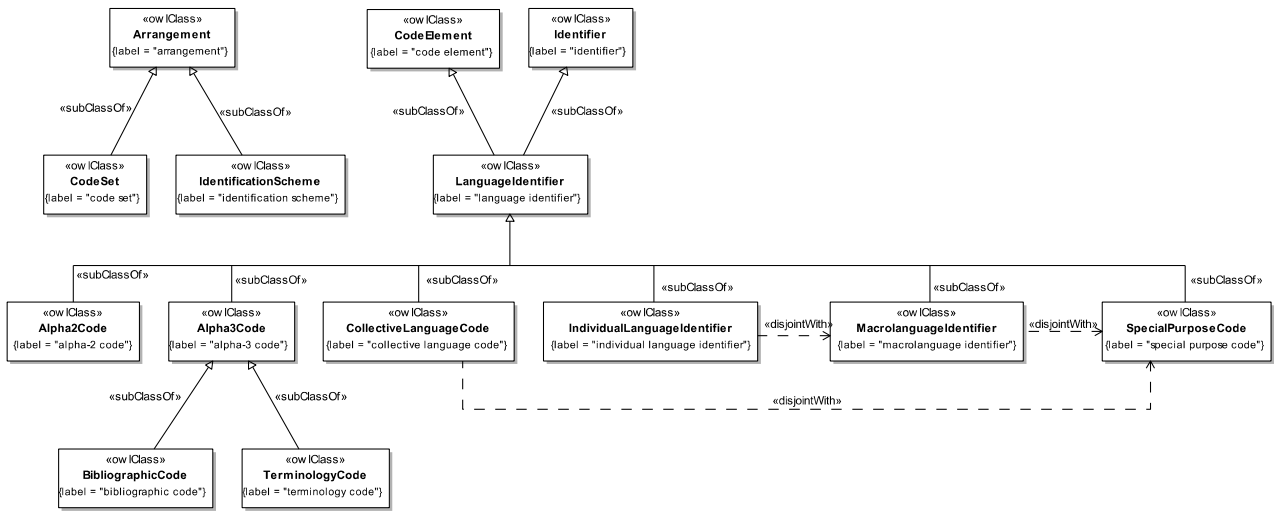 «owlClass»
Arrangement
{label = "arrangement"}
«owlClass»
CodeElement
{label = "code element"}
«owlClass»
Identifier
{label = "identifier"}
«subClassOf»
«subClassOf»
«subClassOf»
«subClassOf»
«owlClass»
CodeSet
{label = "code set"}
«owlClass»
IdentificationScheme
{label = "identification scheme"}
«owlClass»
LanguageIdentifier
{label = "language identifier"}
«subClassOf»
«subClassOf»
«subClassOf»
«subClassOf»
«subClassOf»
«subClassOf»
«owlClass»
Alpha2Code
{label = "alpha-2 code"}
«owlClass»
Alpha3Code
{label = "alpha-3 code"}
«owlClass»
CollectiveLanguageCode
{label = "collective language code"}
«owlClass»
IndividualLanguageIdentifier
{label = "individual language identifier"}
«disjointWith»
«owlClass»
MacrolanguageIdentifier
{label = "macrolanguage identifier"}
«disjointWith»
«owlClass»
SpecialPurposeCode
{label = "special purpose code"}
«subClassOf»
«subClassOf»
«disjointWith»
«owlClass»
BibliographicCode
{label = "bibliographic code"}
«owlClass»
TerminologyCode
{label = "terminology code"}